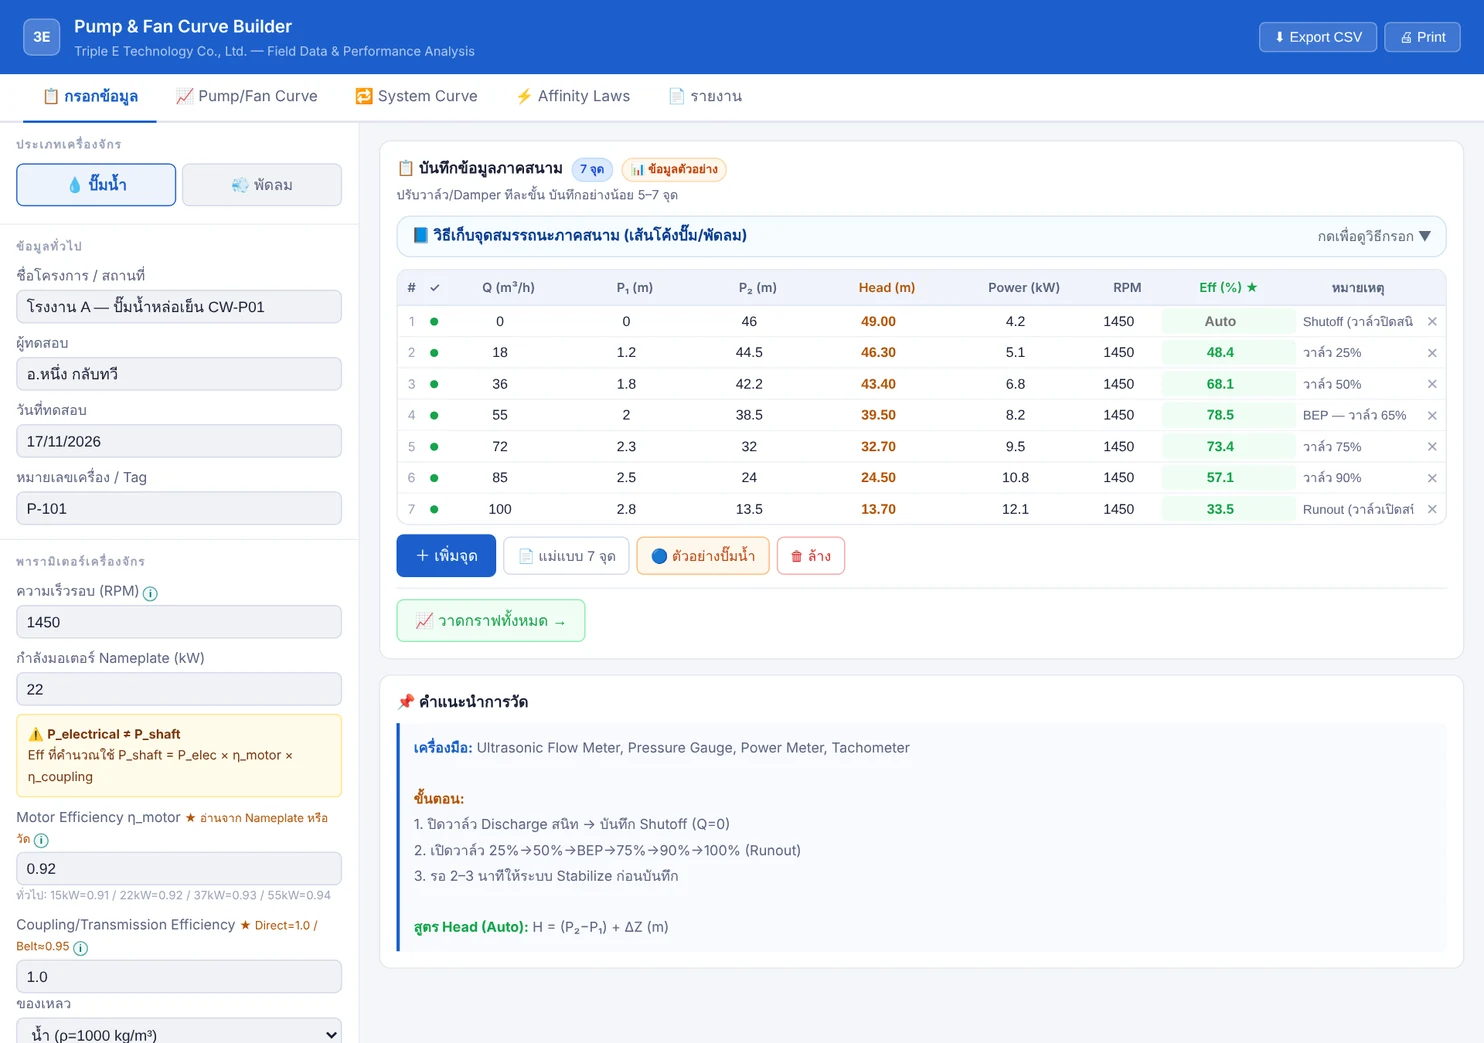 3E
Pump & Fan Curve Builder
Triple E Technology Co., Ltd. — Field Data & Performance Analysis
⬇ Export CSV
🖨 Print
📋 กรอกข้อมูล
📈 Pump/Fan Curve
🔁 System Curve
⚡ Affinity Laws
📄 รายงาน
ประเภทเครื่องจักร
💧 ปั๊มน้ำ
💨 พัดลม
ข้อมูลทั่วไป
ชื่อโครงการ / สถานที่
โรงงาน A — ปั๊มน้ำหล่อเย็น CW-P01
ผู้ทดสอบ
อ.หนึ่ง กลับทวี
วันที่ทดสอบ
17/11/2026
หมายเลขเครื่อง / Tag
P-101
พารามิเตอร์เครื่องจักร
ความเร็วรอบ (RPM) ⓘ
1450
กำลังมอเตอร์ Nameplate (kW)
22
⚠️ P_electrical ≠ P_shaft
Eff ที่คำนวณใช้ P_shaft = P_elec × η_motor ×
η_coupling
Motor Efficiency η_motor ★ อ่านจาก Nameplate หรือ
วัด ⓘ
0.92
ทั่วไป: 15kW=0.91 / 22kW=0.92 / 37kW=0.93 / 55kW=0.94
Coupling/Transmission Efficiency ★ Direct=1.0 /
Belt≈0.95 ⓘ
1.0
ของเหลว
น้ำ (ρ=1000 kg/m³)
📋 บันทึกข้อมูลภาคสนาม 7 จุด 📊 ข้อมูลตัวอย่าง
ปรับวาล์ว/Damper ทีละขั้น บันทึกอย่างน้อย 5–7 จุด
📘 วิธีเก็บจุดสมรรถนะภาคสนาม (เส้นโค้งปั๊ม/พัดลม) กดเพื่อดูวิธีกรอก ▼
# ✓ Q (m³/h) P₁ (m) P₂ (m) Head (m) Power (kW) RPM Eff (%) ★ หมายเหตุ
1 ● 0 0 46 49.00 4.2 1450 Auto Shutoff (วาล์วปิดสนิ ×
2 ● 18 1.2 44.5 46.30 5.1 1450 48.4 วาล์ว 25% ×
3 ● 36 1.8 42.2 43.40 6.8 1450 68.1 วาล์ว 50% ×
4 ● 55 2 38.5 39.50 8.2 1450 78.5 BEP — วาล์ว 65% ×
5 ● 72 2.3 32 32.70 9.5 1450 73.4 วาล์ว 75% ×
6 ● 85 2.5 24 24.50 10.8 1450 57.1 วาล์ว 90% ×
7 ● 100 2.8 13.5 13.70 12.1 1450 33.5 Runout (วาล์วเปิดสนิ ×
＋ เพิ่มจุด
📄 แม่แบบ 7 จุด
🔵 ตัวอย่างปั๊มน้ำ
🗑 ล้าง
📈 วาดกราฟทั้งหมด →
📌 คำแนะนำการวัด
เครื่องมือ: Ultrasonic Flow Meter, Pressure Gauge, Power Meter, Tachometer
ขั้นตอน:
1. ปิดวาล์ว Discharge สนิท → บันทึก Shutoff (Q=0)
2. เปิดวาล์ว 25%→50%→BEP→75%→90%→100% (Runout)
3. รอ 2–3 นาทีให้ระบบ Stabilize ก่อนบันทึก
สูตร Head (Auto): H = (P₂−P₁) + ΔZ (m)